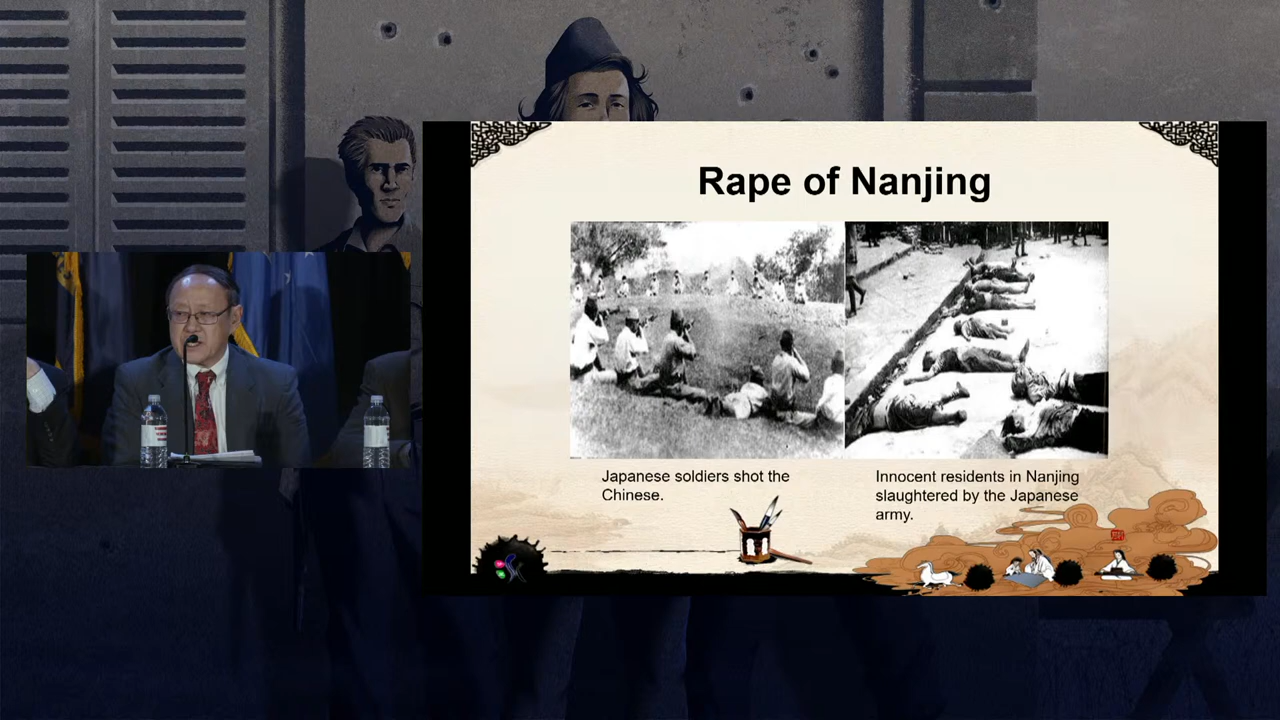 Rape of Nanjing
Japanese soldiers shot the
Chinese.
Innocent residents in Nanjing
slaughtered by the Japanese
army.